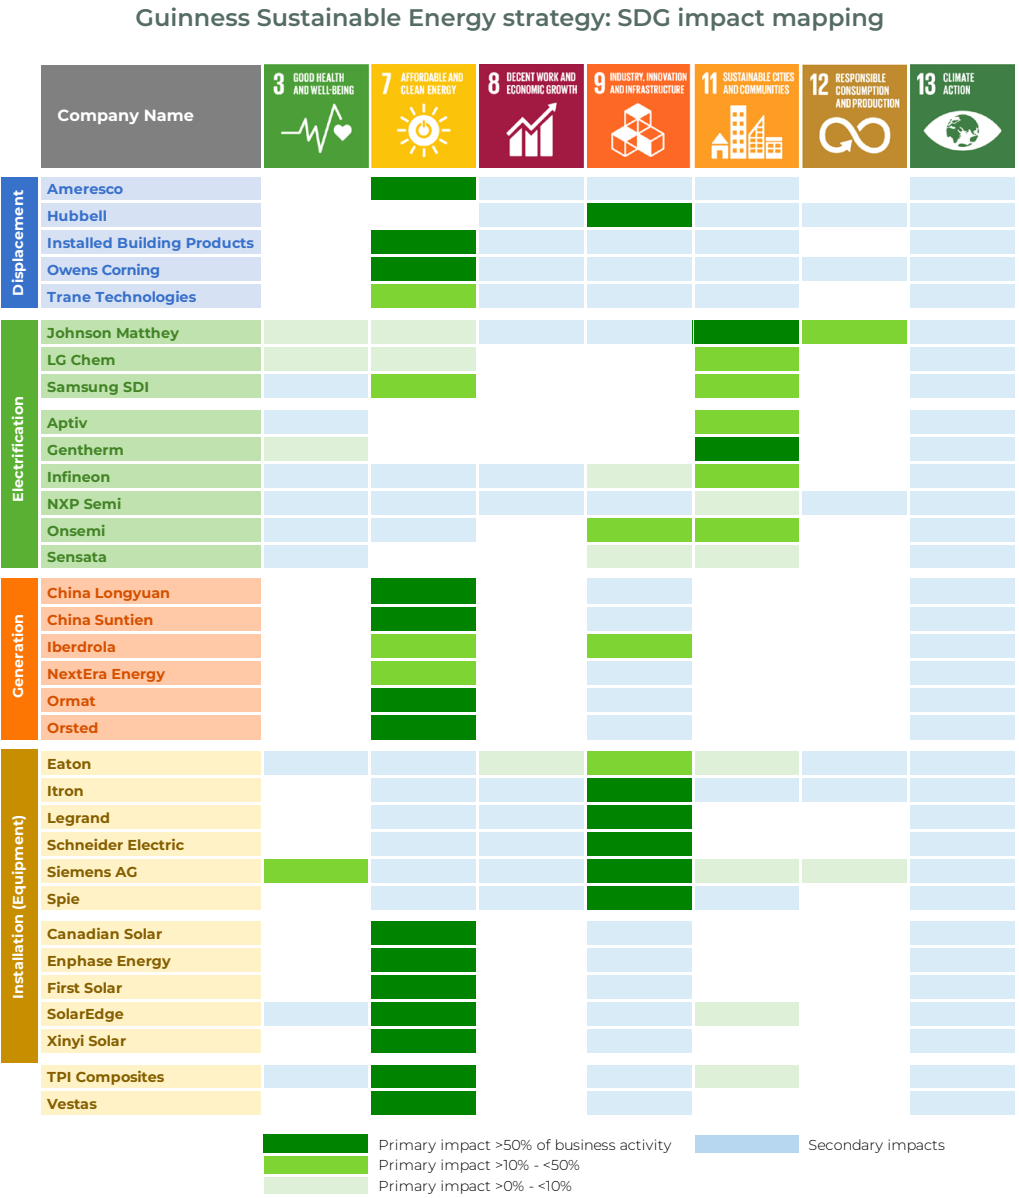 Guinness Sustainable Energy strategy: SDG impact mapping
Company Name
3 GOOD HEALTH
AND WELL-BEING
7 AFFORDABLE AND
CLEAN ENERGY
8 DECENT WORK AND
ECONOMIC GROWTH
9 INDUSTRY, INNOVATION
AND INFRASTRUCTURE
11 SUSTAINABLE CITIES
AND COMMUNITIES
12 RESPONSIBLE
CONSUMPTION
AND PRODUCTION
13 CLIMATE
ACTION
Displacement
Ameresco
Hubbell
Installed Building Products
Owens Corning
Trane Technologies
Electrification
Johnson Matthey
LG Chem
Samsung SDI
Aptiv
Gentherm
Infineon
NXP Semi
Onsemi
Sensata
Generation
China Longyuan
China Suntien
Iberdrola
NextEra Energy
Ormat
Orsted
Installation (Equipment)
Eaton
Itron
Legrand
Schneider Electric
Siemens AG
Spie
Canadian Solar
Enphase Energy
First Solar
SolarEdge
Xinyi Solar
TPI Composites
Vestas
Primary impact >50% of business activity
Secondary impacts
Primary impact >10% - <50%
Primary impact >0% - <10%